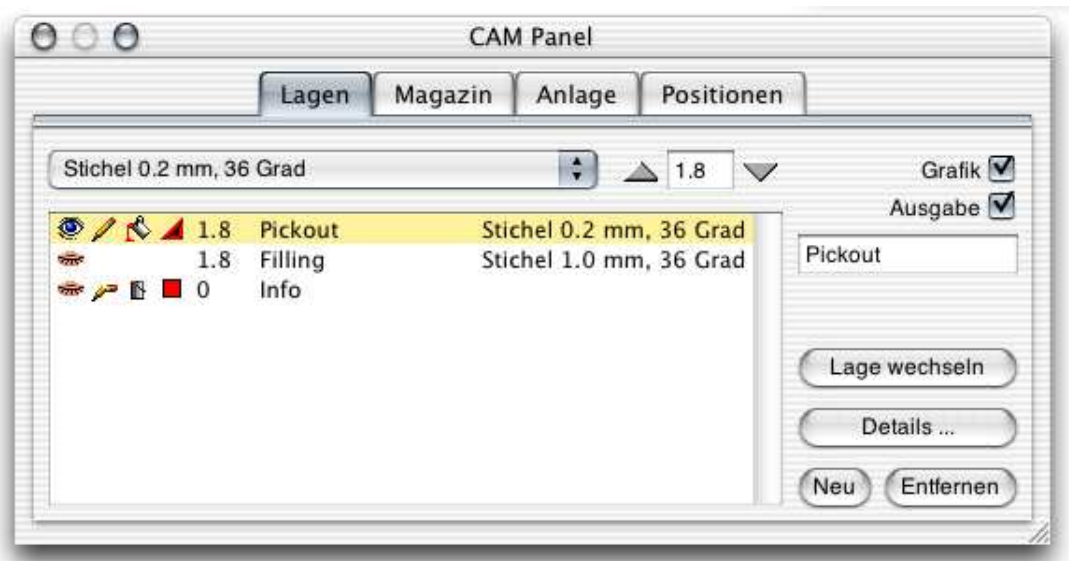 CAM Panel
Lagen Magazin Anlage Positionen
Stichel 0.2 mm, 36 Grad 1.8 Grafik
Ausgabe
1.8 Pickout Stichel 0.2 mm, 36 Grad
1.8 Filling Stichel 1.0 mm, 36 Grad
0 Info
Pickout
Lage wechseln
Details ...
Neu Entfernen